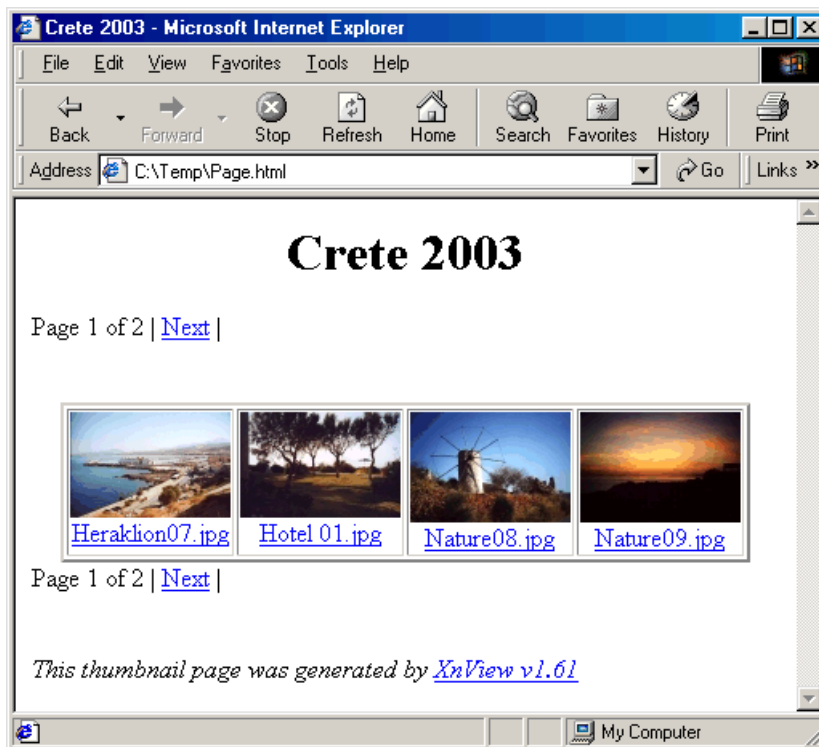 Crete 2003 - Microsoft Internet Explorer
File Edit View Favorites Tools Help
Back Forward Stop Refresh Home Search Favorites History Print
Address C:\Temp\Page.html Go Links »
Crete 2003
Page 1 of 2 | Next |
Heraklion07.jpg Hotel 01.jpg Nature08.jpg Nature09.jpg
Page 1 of 2 | Next |
This thumbnail page was generated by XnView v1.61
My Computer